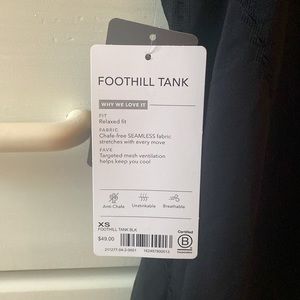 FOOTHILL TANK
WHY WE LOVE IT
FIT
Relaxed fit
FABRIC
Chafe-free SEAMLESS fabric
stretches with every move
FAVE
Targeted mesh ventilation
helps keep you cool
Anti-Chafe Unstinkable Breathable
XS
FOOTHILL TANK BLK
$49.00
Certified
B
Corporation